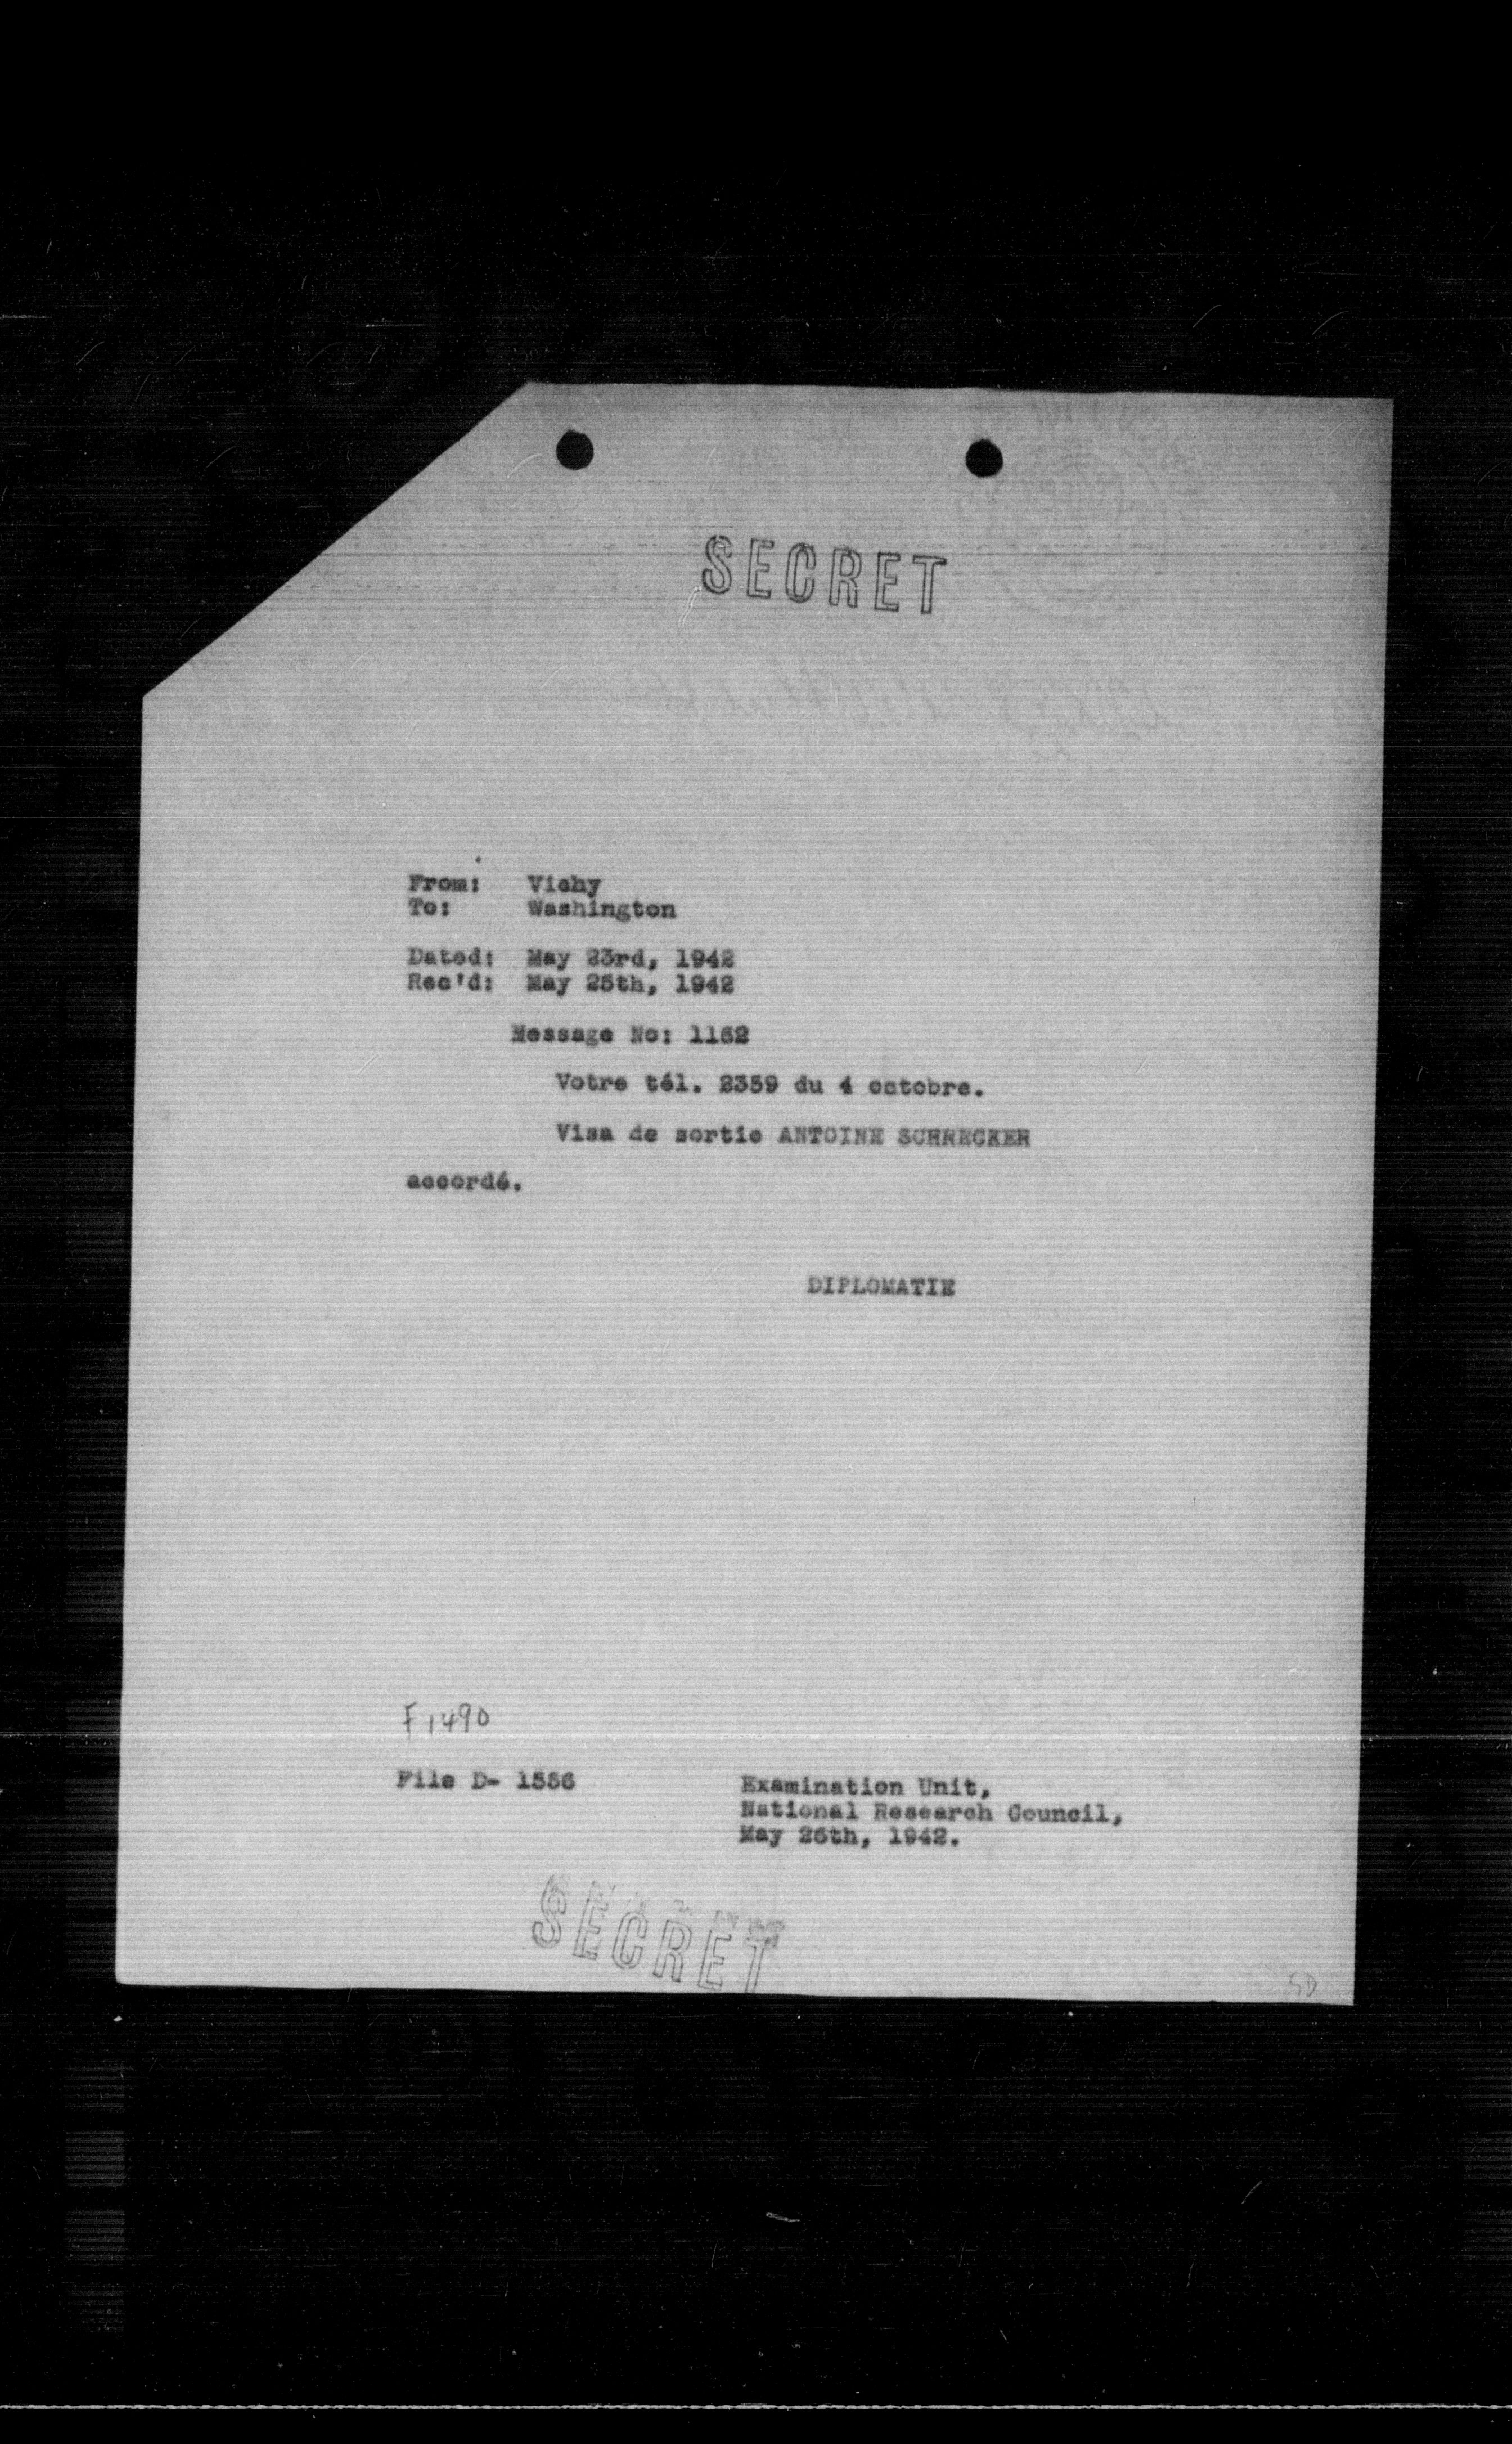 SECRET
From: Vichy
To: Washington
Dated: May 23rd, 1942
Rec'd: May 25th, 1942
Message No: 1162
Votre tél. 2359 du 4 octobre.
Visa de sortie ANTOINE SCHRECKER
accordé.
DIPLOMATIE
F1490
File D- 1556
Examination Unit,
National Research Council,
May 26th, 1942.
SECRET
SD